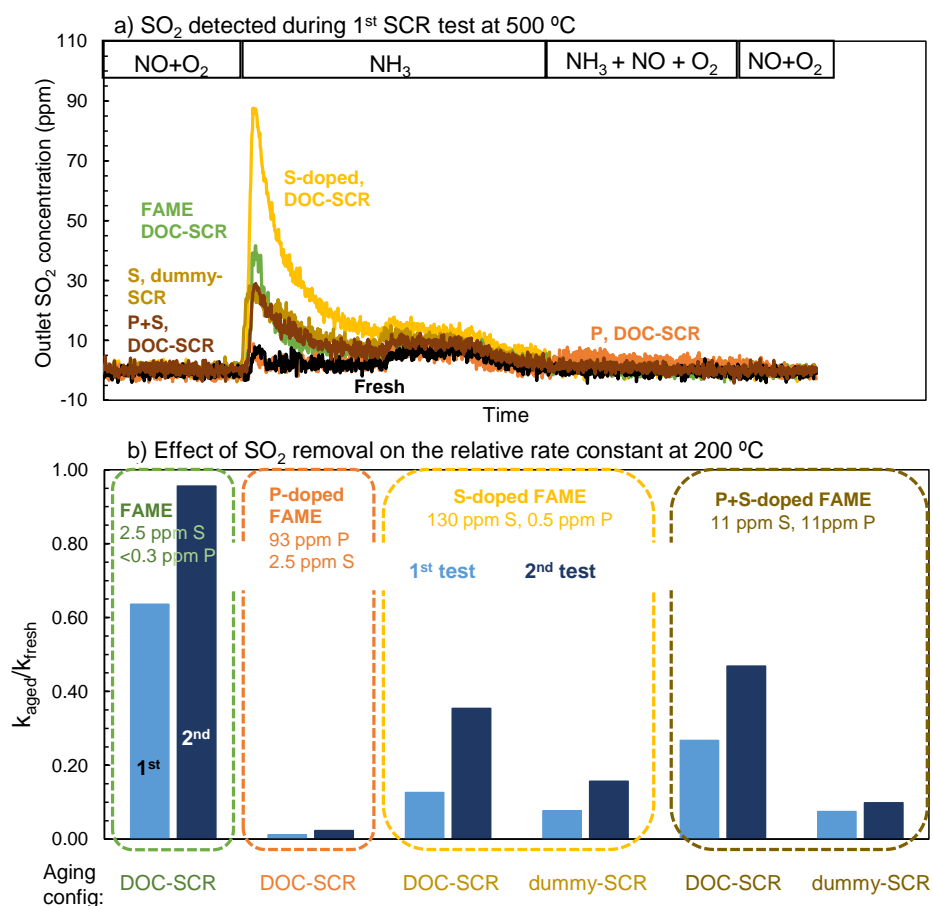 a) SO₂ detected during 1ˢᵗ SCR test at 500 ºC
110
90
70
50
30
10
-10
Outlet SO₂ concentration (ppm)
NO+O₂
NH₃
NH₃ + NO + O₂
NO+O₂
S-doped,
DOC-SCR
FAME
DOC-SCR
S, dummy-
SCR
P+S,
DOC-SCR
P, DOC-SCR
Fresh
Time
b) Effect of SO₂ removal on the relative rate constant at 200 ºC
1.00
0.80
0.60
0.40
0.20
0.00
k_aged/k_fresh
FAME
2.5 ppm S
<0.3 ppm P
P-doped
FAME
93 ppm P
2.5 ppm S
S-doped FAME
130 ppm S, 0.5 ppm P
P+S-doped FAME
11 ppm S, 11ppm P
1ˢᵗ test
2ⁿᵈ test
1ˢᵗ
2ⁿᵈ
Aging
config:
DOC-SCR
DOC-SCR
DOC-SCR
dummy-SCR
DOC-SCR
dummy-SCR